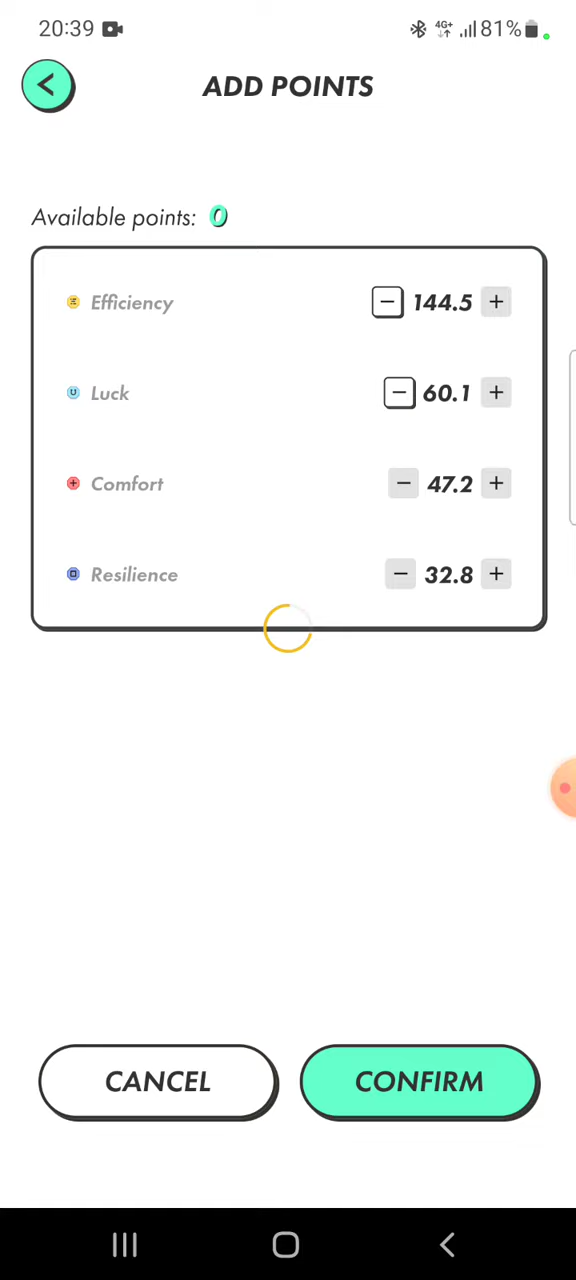 20:39 4G+ 81%
ADD POINTS
Available points: 0
Efficiency − 144.5 +
Luck − 60.1 +
Comfort − 47.2 +
Resilience − 32.8 +
CANCEL CONFIRM